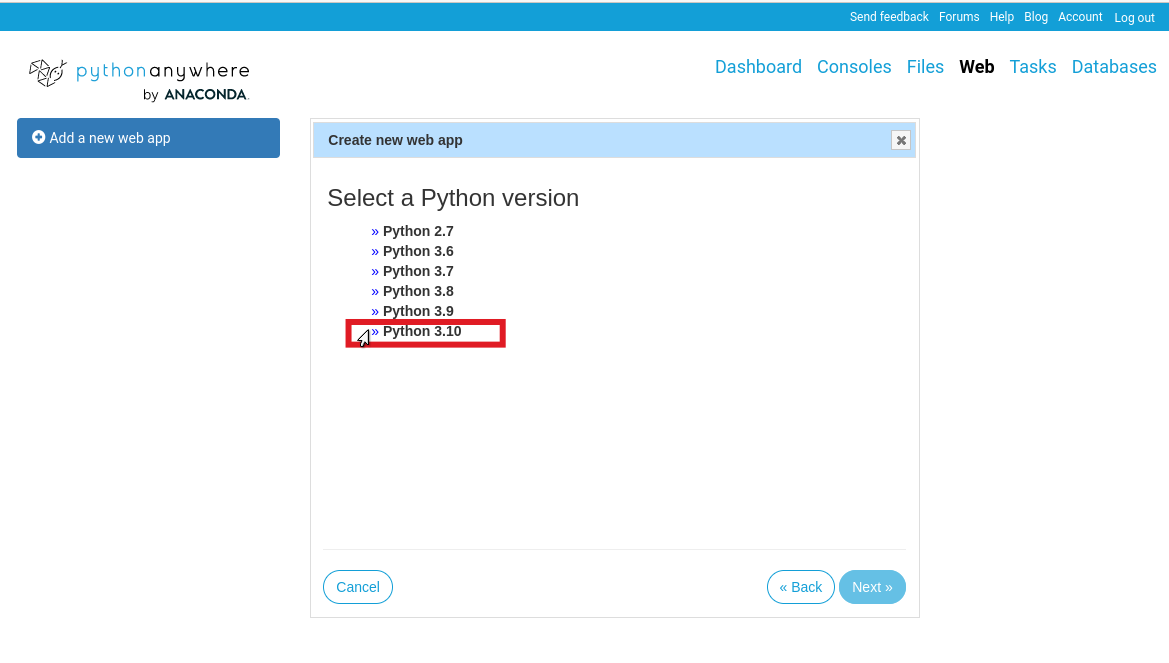 Send feedback Forums Help Blog Account Log out
pythonanywhere
by ANACONDA.
Dashboard Consoles Files Web Tasks Databases
Add a new web app
Create new web app
Select a Python version
» Python 2.7
» Python 3.6
» Python 3.7
» Python 3.8
» Python 3.9
» Python 3.10
Cancel
« Back
Next »